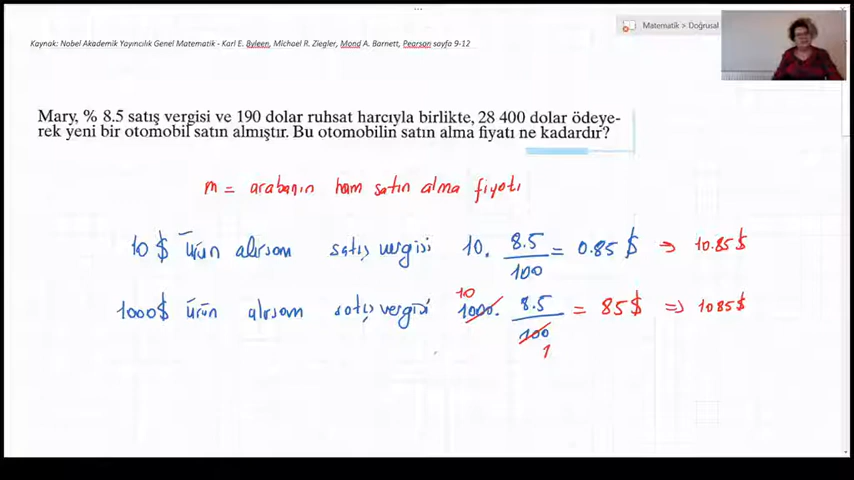 Matematik > Doğrusal
Kaynak: Nobel Akademik Yayıncılık Genel Matematik - Karl E. Byleen, Michael R. Ziegler, Mond A. Barnett, Pearson sayfa 9-12
Mary, % 8.5 satış vergisi ve 190 dolar ruhsat harcıyla birlikte, 28 400 dolar ödeye-
rek yeni bir otomobil satın almıştır. Bu otomobilin satın alma fiyatı ne kadardır?
m = arabanın ham satın alma fiyatı
10 $ ürün alırsam satış vergisi 10. 8.5/100 = 0.85 $ ⇒ 10.85 $
1000 $ ürün alırsam satış vergisi 10 1000. 8.5/100 1 = 85 $ ⇒ 1085 $